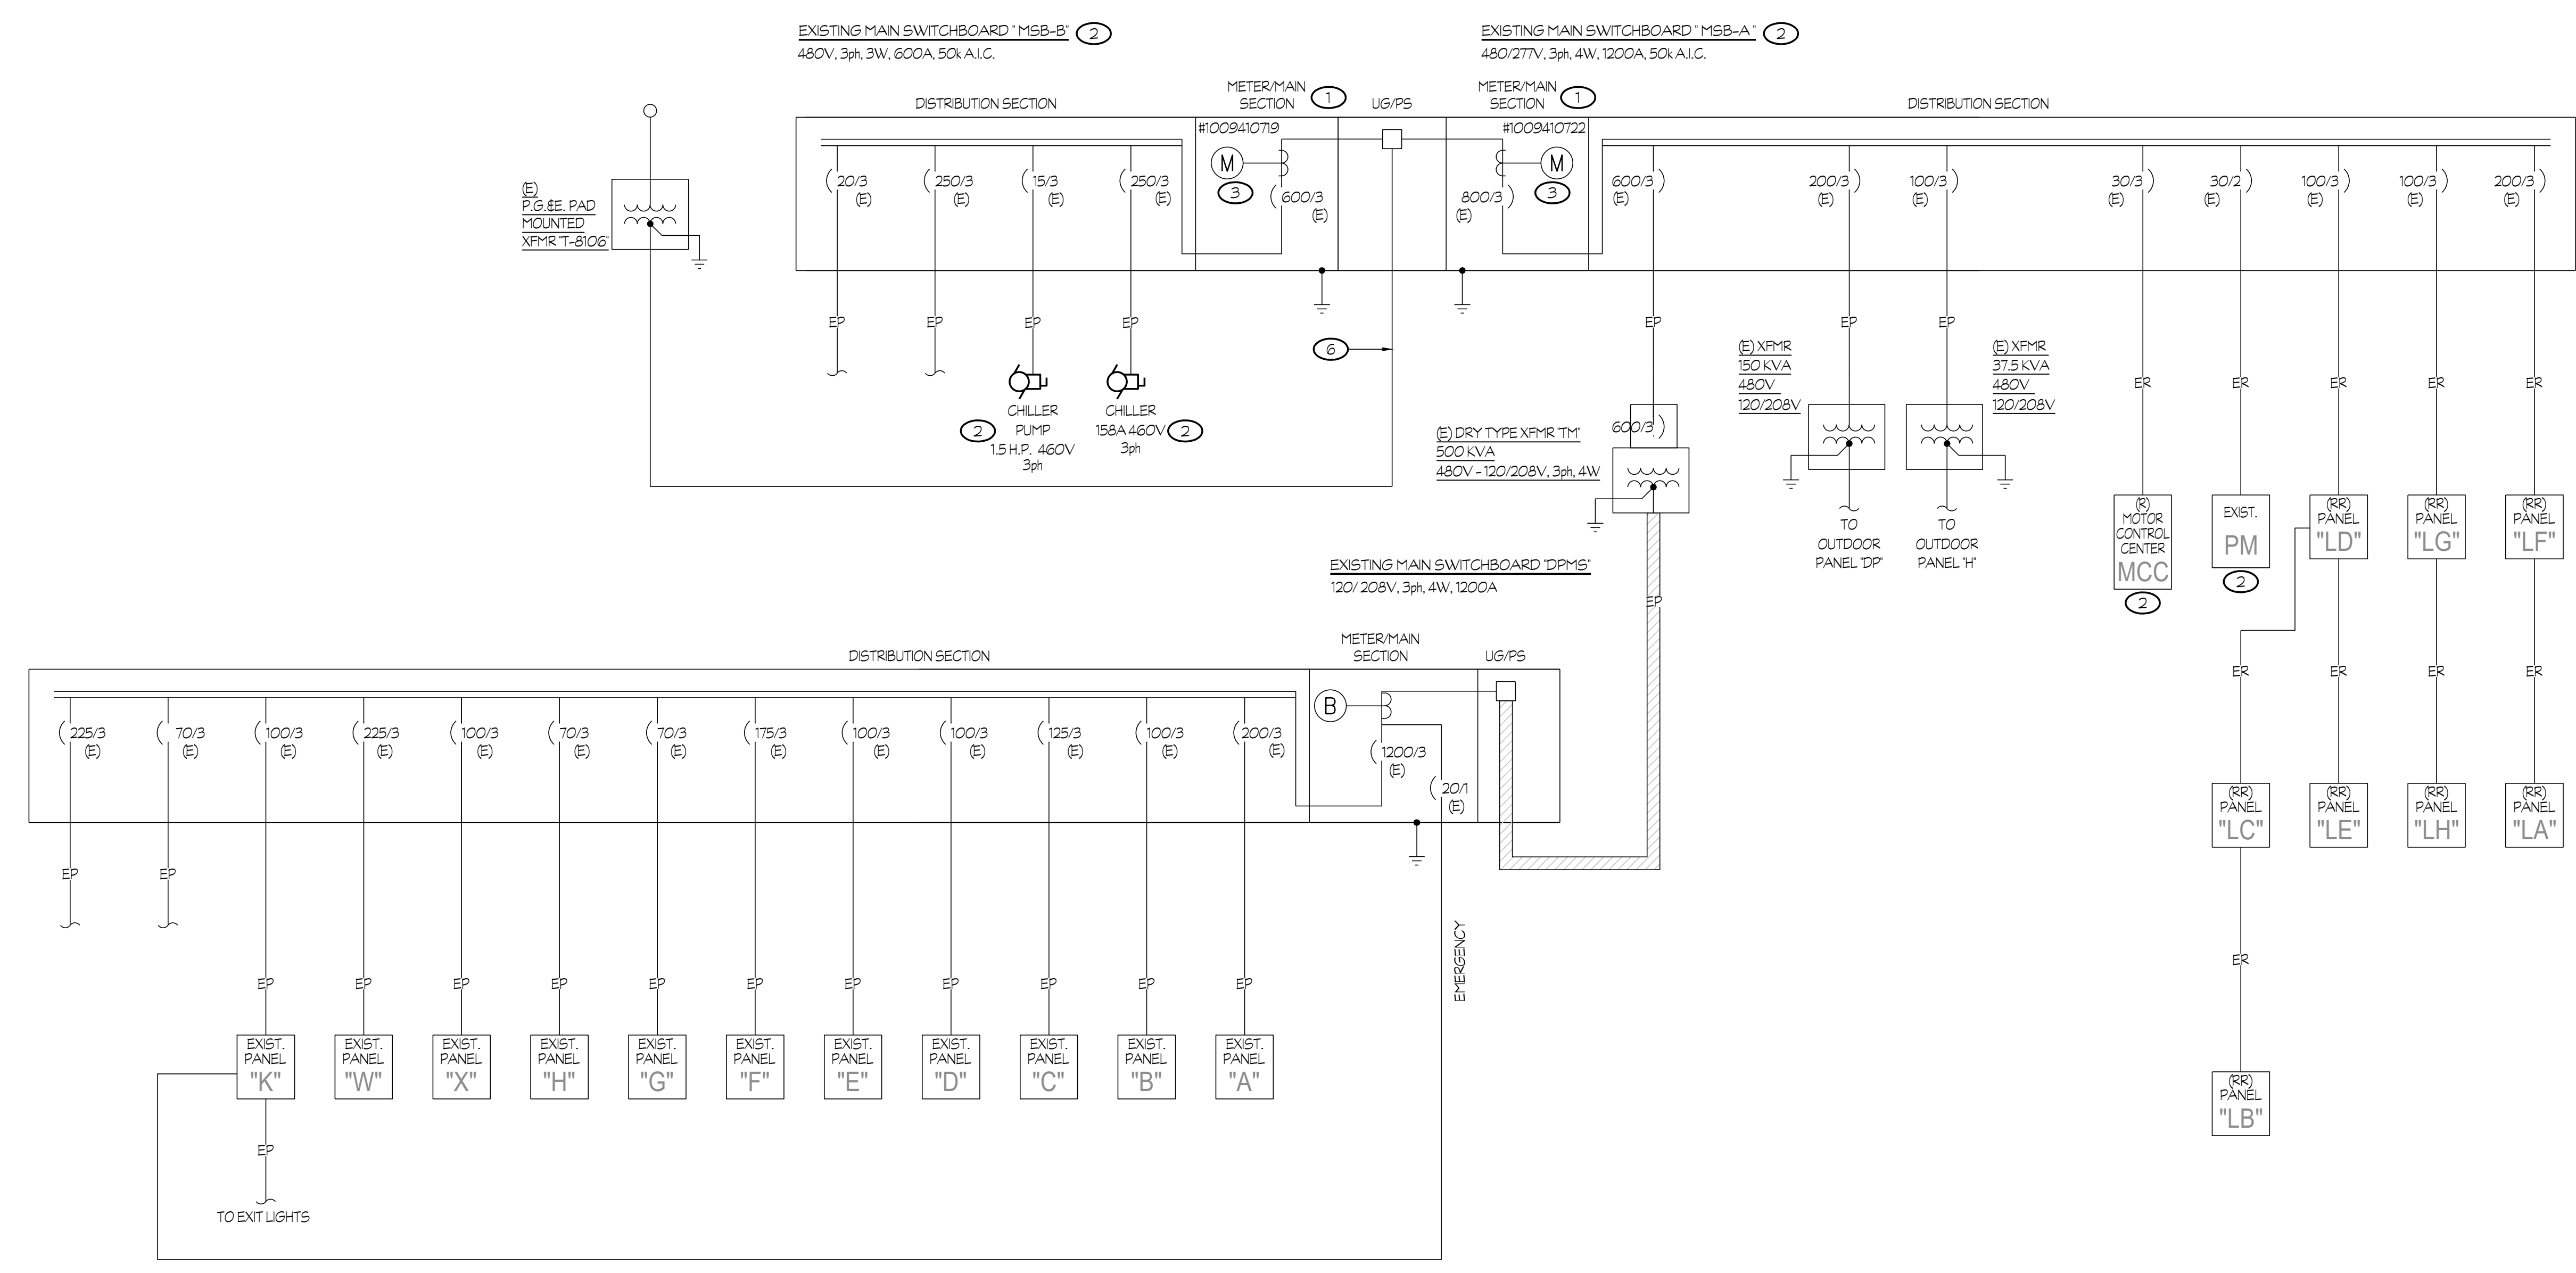 EXISTING MAIN SWITCHBOARD " MSB-B" 2
480V, 3ph, 3W, 600A, 50k A.I.C.
EXISTING MAIN SWITCHBOARD " MSB-A " 2
480/277V, 3ph, 4W, 1200A, 50k A.I.C.
DISTRIBUTION SECTION
METER/MAIN
SECTION 1
UG/PS
METER/MAIN
SECTION 1
DISTRIBUTION SECTION
#1009410719
M
3
600/3
(E)
#1009410722
M
3
800/3
(E)
20/3
(E)
250/3
(E)
15/3
(E)
250/3
(E)
600/3
(E)
200/3
(E)
100/3
(E)
30/3
(E)
30/2
(E)
100/3
(E)
100/3
(E)
200/3
(E)
(E)
P.G.&E. PAD
MOUNTED
XFMR "T-8106"
EP
EP
EP
EP
EP
EP
EP
6
CHILLER
PUMP
1.5 H.P. 460V
3ph
2
CHILLER
158A 460V
3ph
2
(E) XFMR
150 KVA
480V
120/208V
(E) XFMR
37.5 KVA
480V
120/208V
ER
ER
ER
ER
ER
600/3
(E) DRY TYPE XFMR "TM"
500 KVA
480V - 120/208V, 3ph, 4W
TO
OUTDOOR
PANEL "DP"
TO
OUTDOOR
PANEL "H"
(R)
MOTOR
CONTROL
CENTER
MCC
2
EXIST.
PM
2
(RR)
PANEL
"LD"
(RR)
PANEL
"LG"
(RR)
PANEL
"LF"
EXISTING MAIN SWITCHBOARD "DPMS"
120/ 208V, 3ph, 4W, 1200A
EP
DISTRIBUTION SECTION
METER/MAIN
SECTION
UG/PS
ER
ER
ER
ER
B
1200/3
(E)
20/1
(E)
225/3
(E)
70/3
(E)
100/3
(E)
225/3
(E)
100/3
(E)
70/3
(E)
70/3
(E)
175/3
(E)
100/3
(E)
100/3
(E)
125/3
(E)
100/3
(E)
200/3
(E)
(RR)
PANEL
"LC"
(RR)
PANEL
"LE"
(RR)
PANEL
"LH"
(RR)
PANEL
"LA"
EP
EP
EMERGENCY
ER
EP
EP
EP
EP
EP
EP
EP
EP
EP
EP
EP
EXIST.
PANEL
"K"
EXIST.
PANEL
"W"
EXIST.
PANEL
"X"
EXIST.
PANEL
"H"
EXIST.
PANEL
"G"
EXIST.
PANEL
"F"
EXIST.
PANEL
"E"
EXIST.
PANEL
"D"
EXIST.
PANEL
"C"
EXIST.
PANEL
"B"
EXIST.
PANEL
"A"
(RR)
PANEL
"LB"
EP
TO EXIT LIGHTS